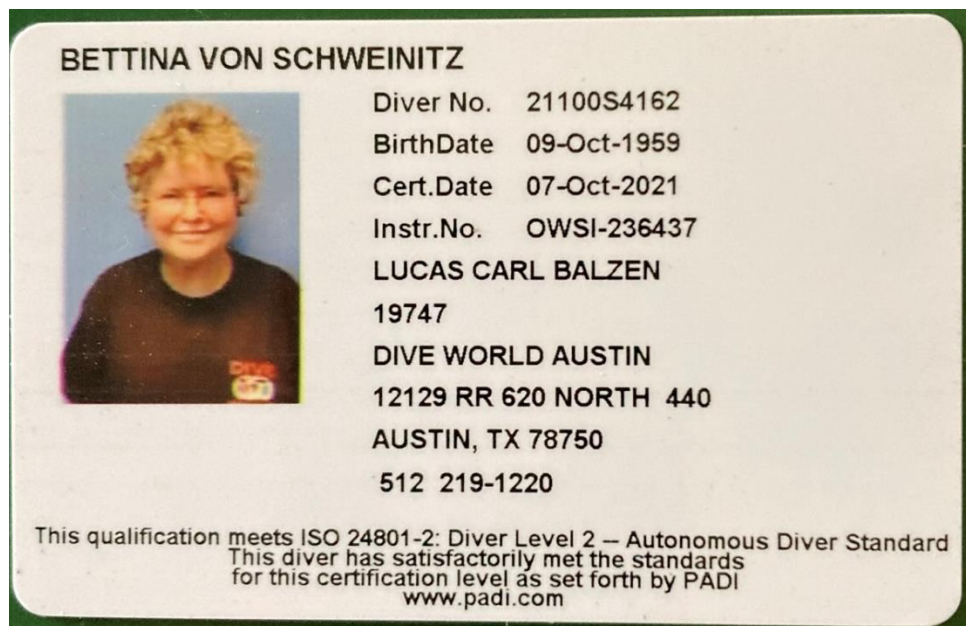 BETTINA VON SCHWEINITZ
Diver No. 21100S4162
BirthDate 09-Oct-1959
Cert.Date 07-Oct-2021
Instr.No. OWSI-236437
LUCAS CARL BALZEN
19747
DIVE WORLD AUSTIN
12129 RR 620 NORTH 440
AUSTIN, TX 78750
512 219-1220
DIVE
This qualification meets ISO 24801-2: Diver Level 2 -- Autonomous Diver Standard
This diver has satisfactorily met the standards
for this certification level as set forth by PADI
www.padi.com